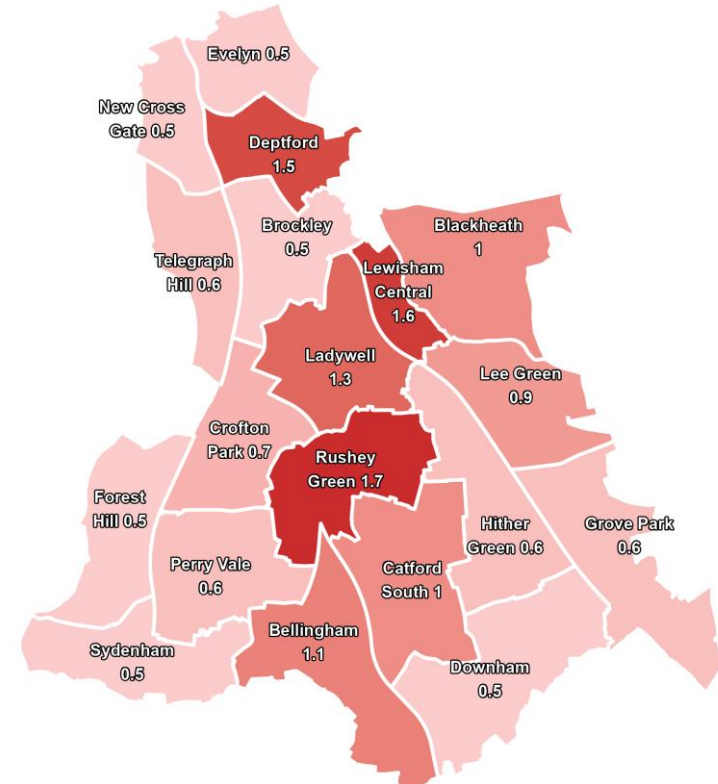 Evelyn 0.5
New Cross
Gate 0.5
Deptford
1.5
Brockley
0.5
Blackheath
1
Telegraph
Hill 0.6
Lewisham
Central
1.6
Ladywell
1.3
Lee Green
0.9
Crofton
Park 0.7
Rushey
Green 1.7
Forest
Hill 0.5
Hither
Green 0.6
Grove Park
0.6
Perry Vale
0.6
Catford
South 1
Bellingham
1.1
Sydenham
0.5
Downham
0.5